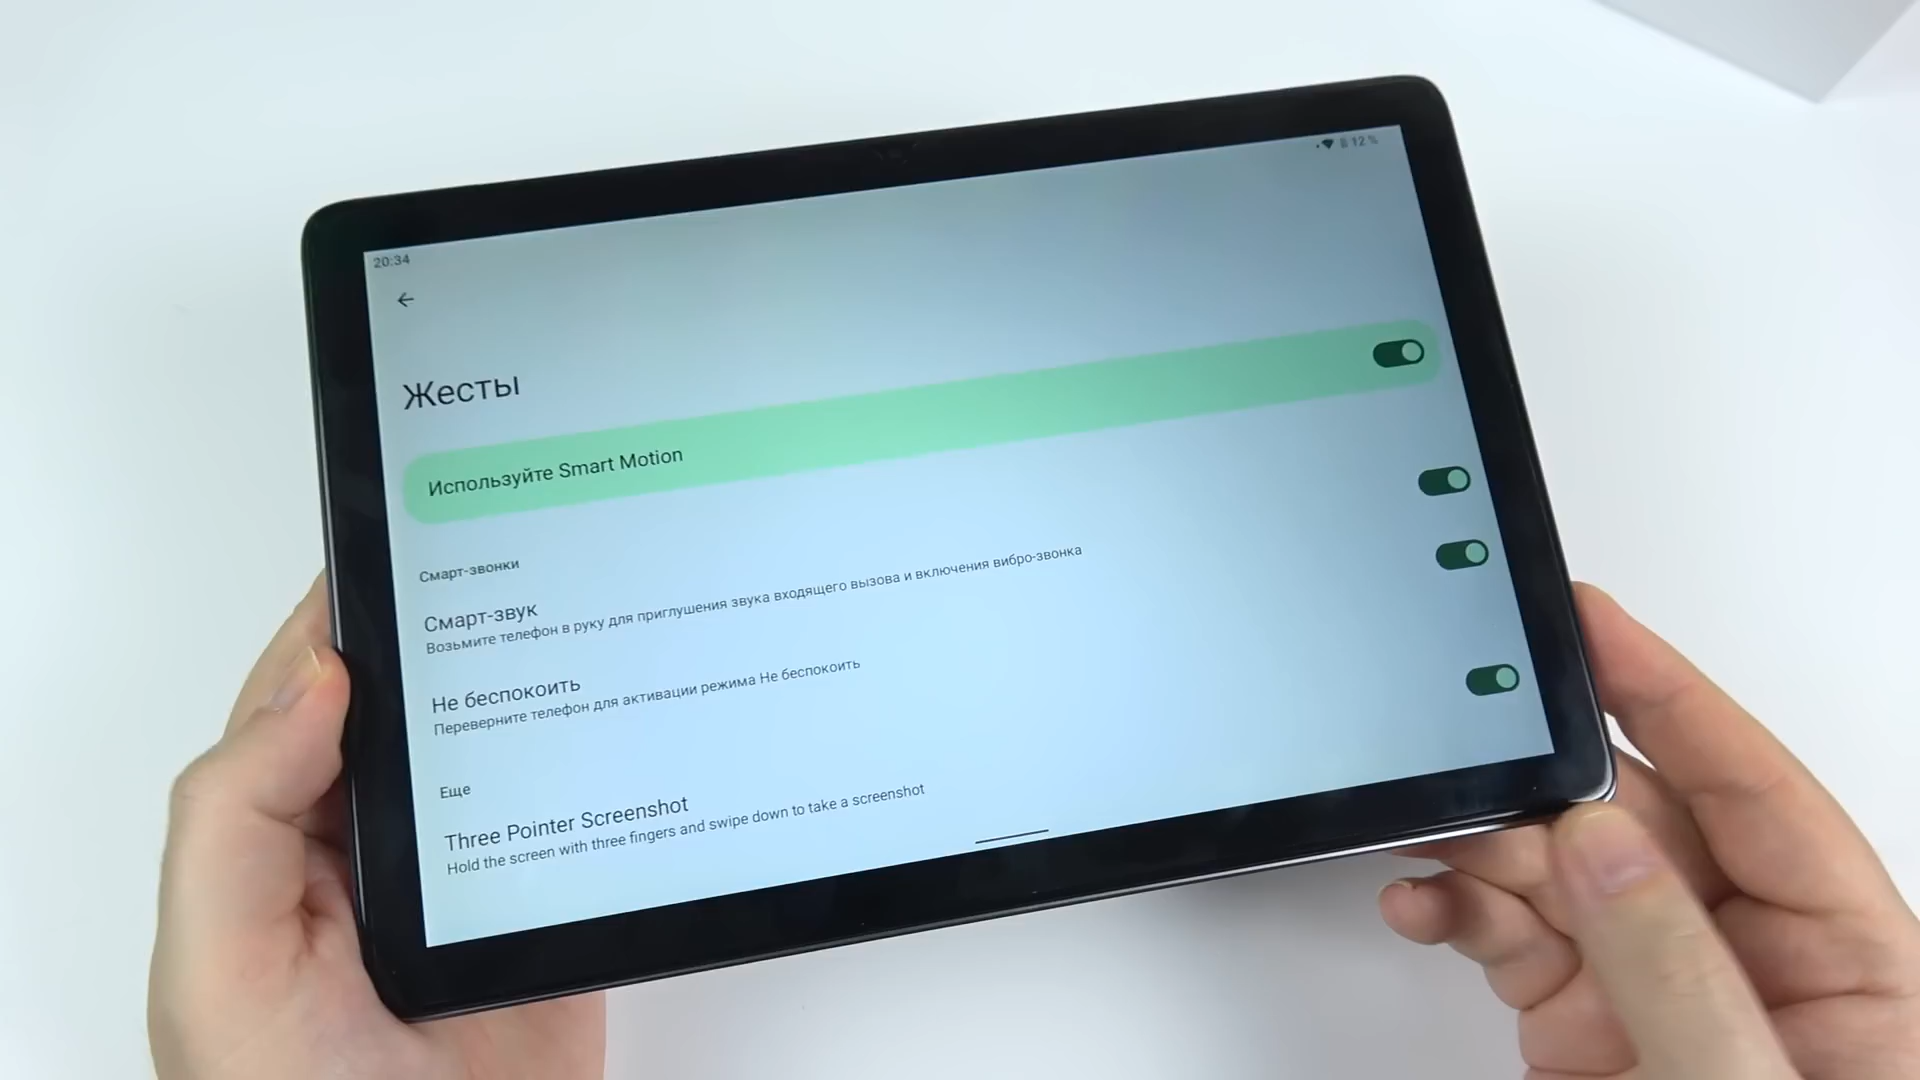 20:34
12%
Жесты
Используйте Smart Motion
Смарт-звонки
Смарт-звук
Возьмите телефон в руку для приглушения звука входящего вызова и включения вибро-звонка
Не беспокоить
Переверните телефон для активации режима Не беспокоить
Еще
Three Pointer Screenshot
Hold the screen with three fingers and swipe down to take a screenshot